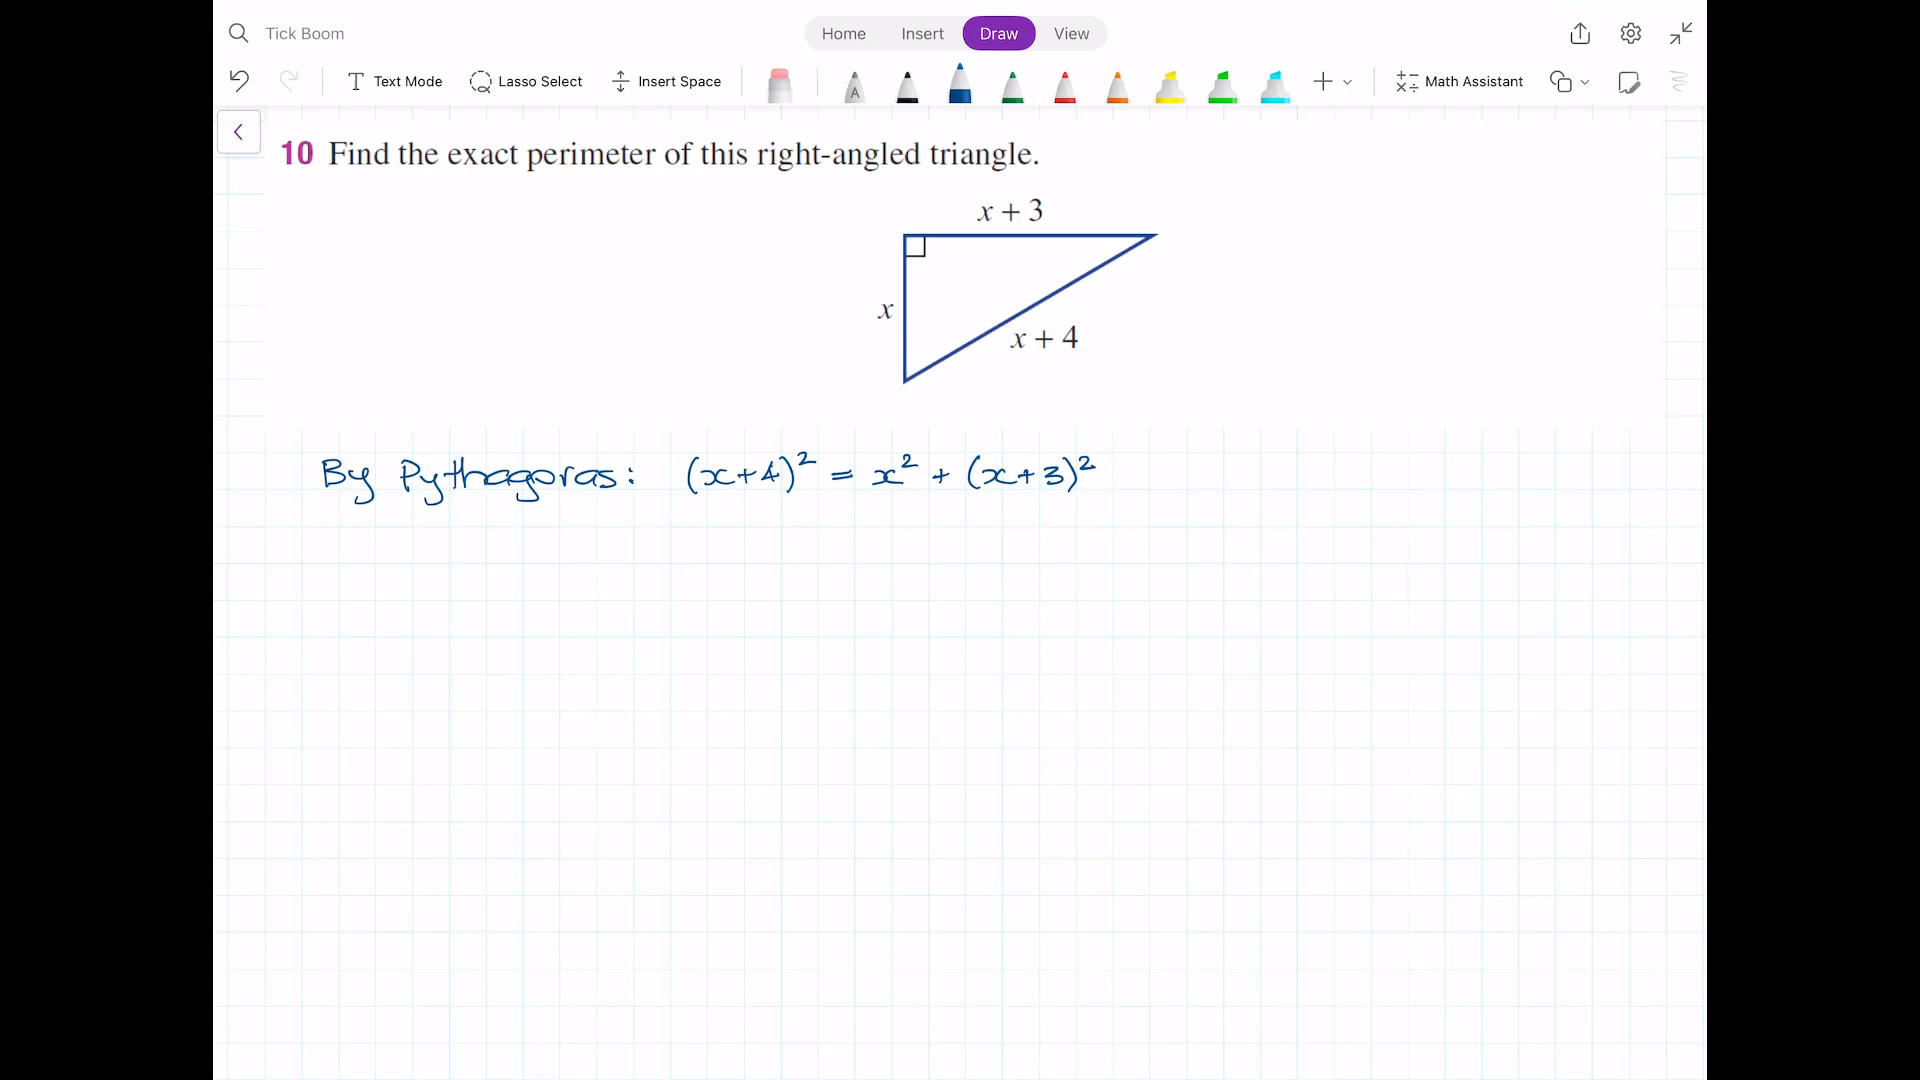 Tick Boom
Home Insert Draw View
Text Mode Lasso Select Insert Space A Math Assistant
10 Find the exact perimeter of this right-angled triangle.
x + 3
x
x + 4
By Pythagoras: (x+4)² = x² + (x+3)²